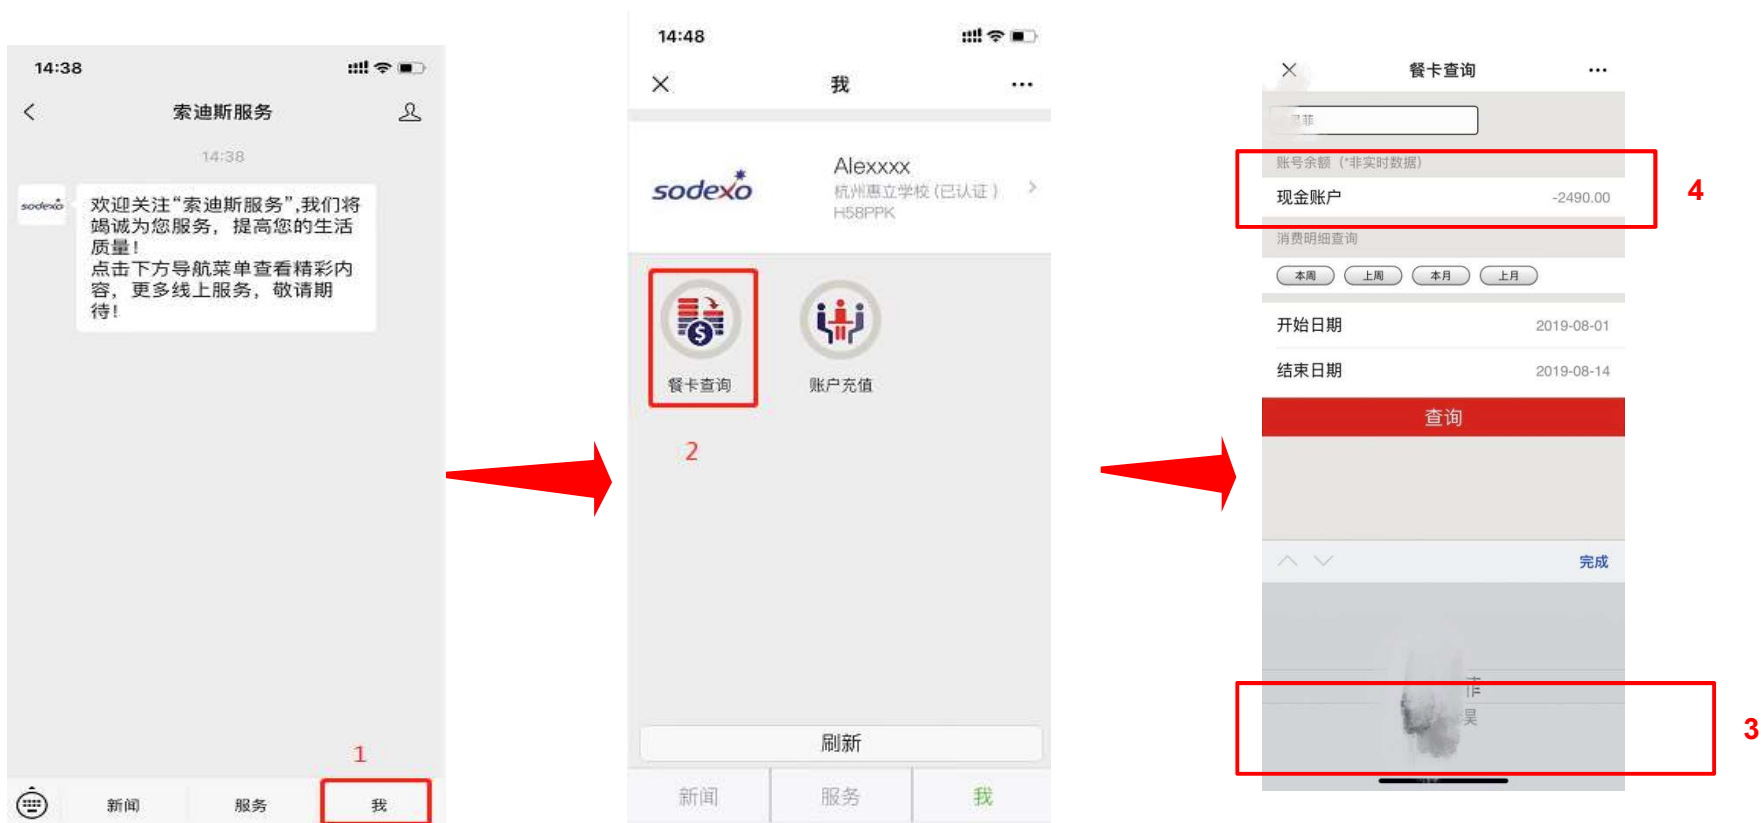 14:38
索迪斯服务
14:38
sodexo
欢迎关注“索迪斯服务”,我们将
竭诚为您服务，提高您的生活
质量！
点击下方导航菜单查看精彩内
容，更多线上服务，敬请期
待！
1
新闻
服务
我
14:48
我
sodexo
Alexxxx
杭州惠立学校 (已认证 )
H58PPK
餐卡查询
账户充值
2
刷新
新闻
服务
我
餐卡查询
菲
账号余额（*非实时数据）
现金账户
-2490.00
4
消费明细查询
本周
上周
本月
上月
开始日期
2019-08-01
结束日期
2019-08-14
查询
完成
昊
3